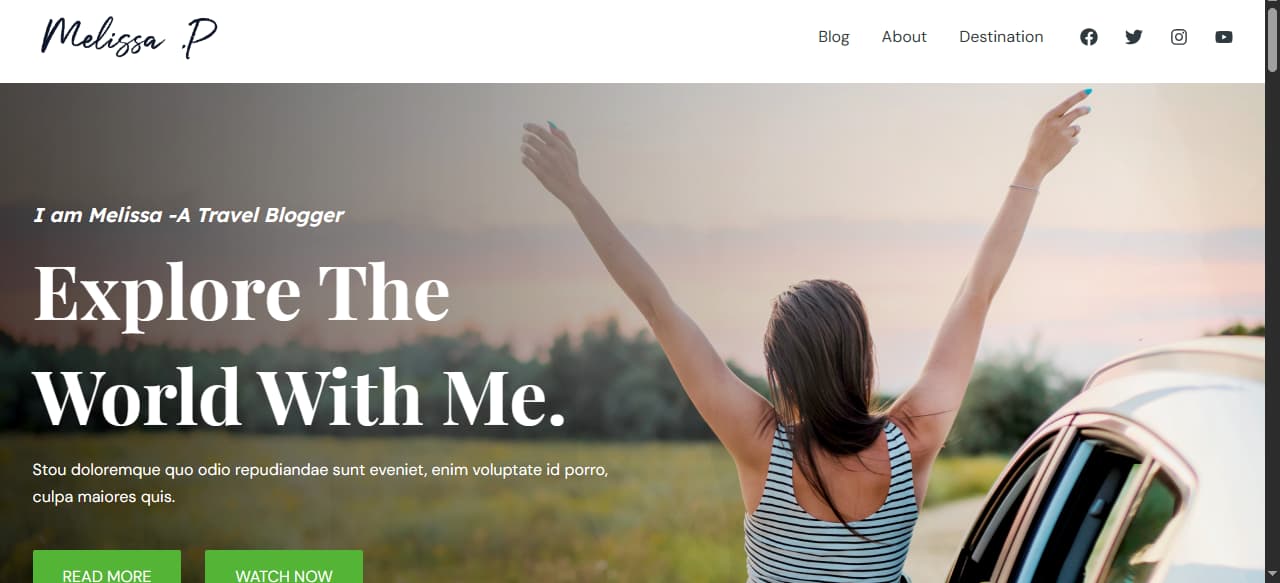 Melissa .P
Blog About Destination
I am Melissa -A Travel Blogger
Explore The
World With Me.
Stou doloremque quo odio repudiandae sunt eveniet, enim voluptate id porro,
culpa maiores quis.
READ MORE WATCH NOW